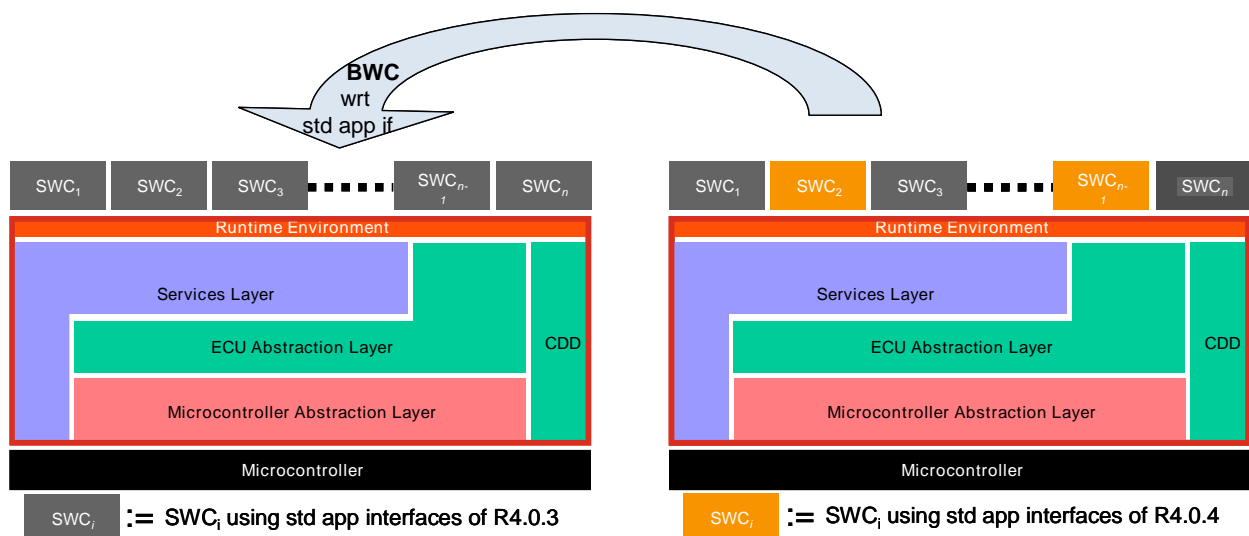 BWC
wrt
std app if
SWC1 SWC2 SWC3 SWCn-1 SWCn
SWC1 SWC2 SWC3 SWCn-1 SWCn
Runtime Environment
Services Layer
ECU Abstraction Layer
CDD
Microcontroller Abstraction Layer
Microcontroller
Runtime Environment
Services Layer
ECU Abstraction Layer
CDD
Microcontroller Abstraction Layer
Microcontroller
SWCi := SWCi using std app interfaces of R4.0.3
SWCi := SWCi using std app interfaces of R4.0.4